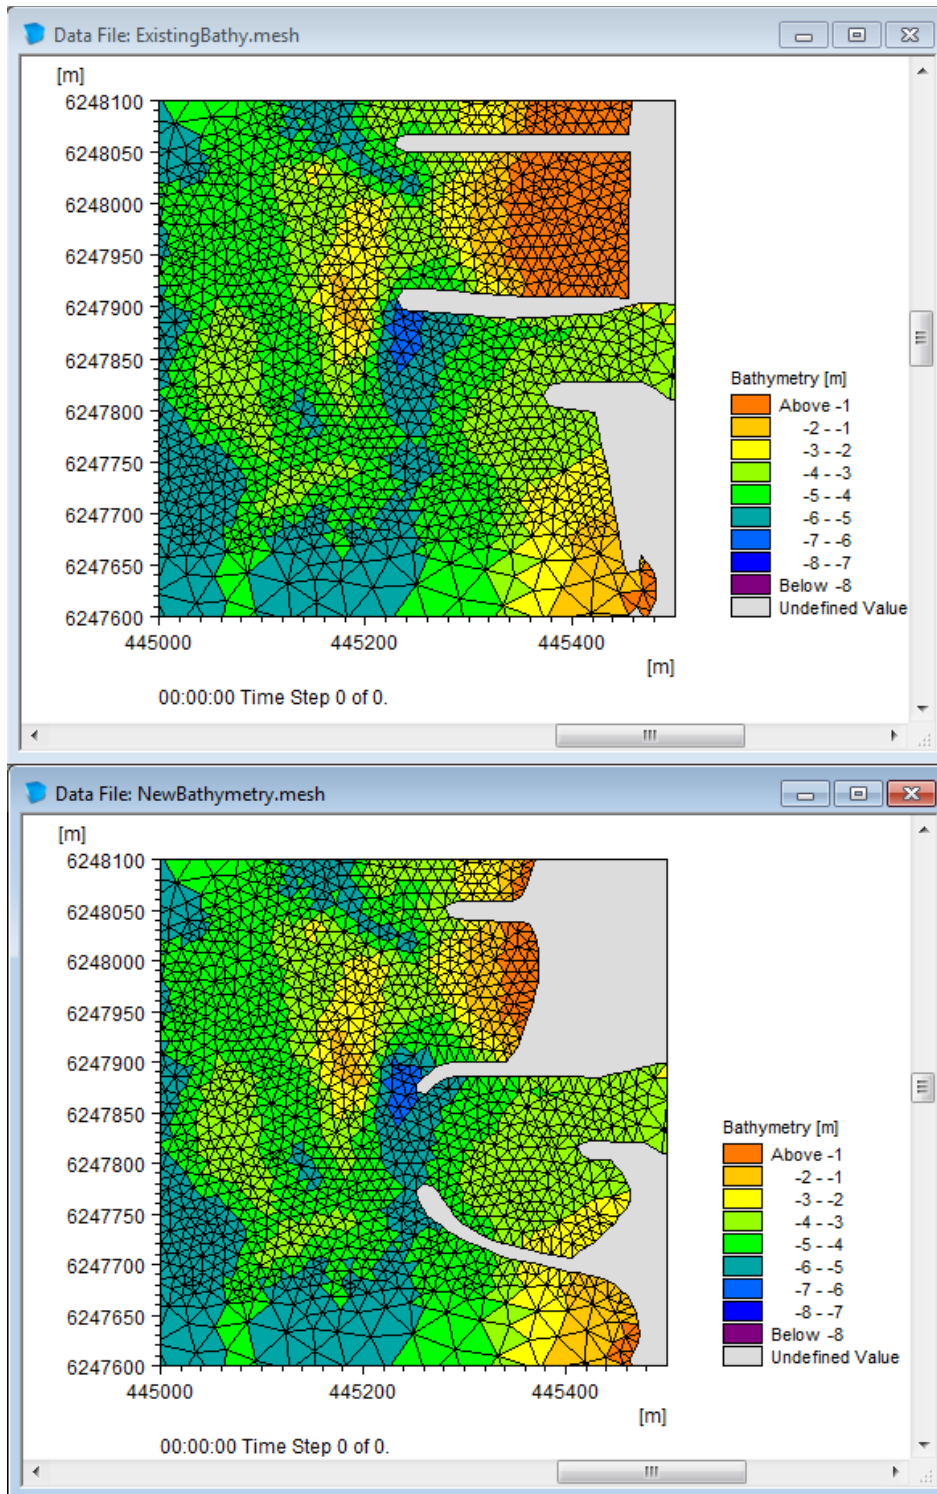 Data File: ExistingBathy.mesh
[m]
6248100
6248050
6248000
6247950
6247900
6247850
6247800
6247750
6247700
6247650
6247600
445000 445200 445400
[m]
00:00:00 Time Step 0 of 0.
Bathymetry [m]
Above -1
-2 - -1
-3 - -2
-4 - -3
-5 - -4
-6 - -5
-7 - -6
-8 - -7
Below -8
Undefined Value
Data File: NewBathymetry.mesh
[m]
6248100
6248050
6248000
6247950
6247900
6247850
6247800
6247750
6247700
6247650
6247600
445000 445200 445400
[m]
00:00:00 Time Step 0 of 0.
Bathymetry [m]
Above -1
-2 - -1
-3 - -2
-4 - -3
-5 - -4
-6 - -5
-7 - -6
-8 - -7
Below -8
Undefined Value